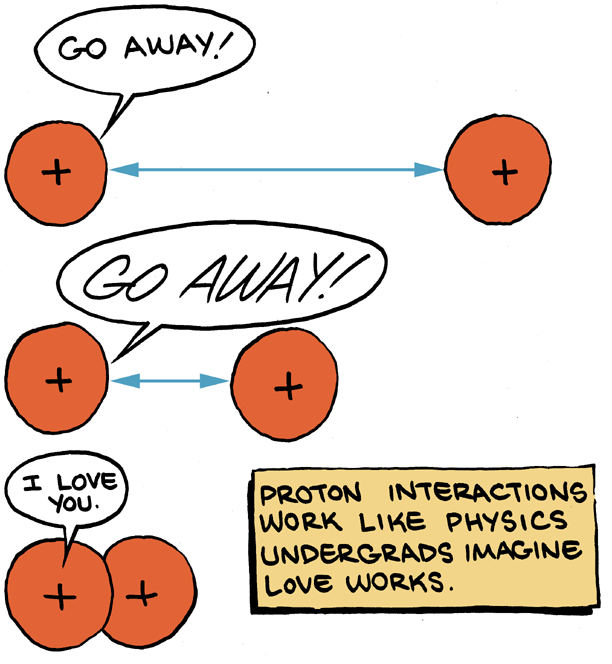 GO AWAY!
+
+
GO AWAY!
+
+
I LOVE
YOU.
+
+
PROTON INTERACTIONS
WORK LIKE PHYSICS
UNDERGRADS IMAGINE
LOVE WORKS.